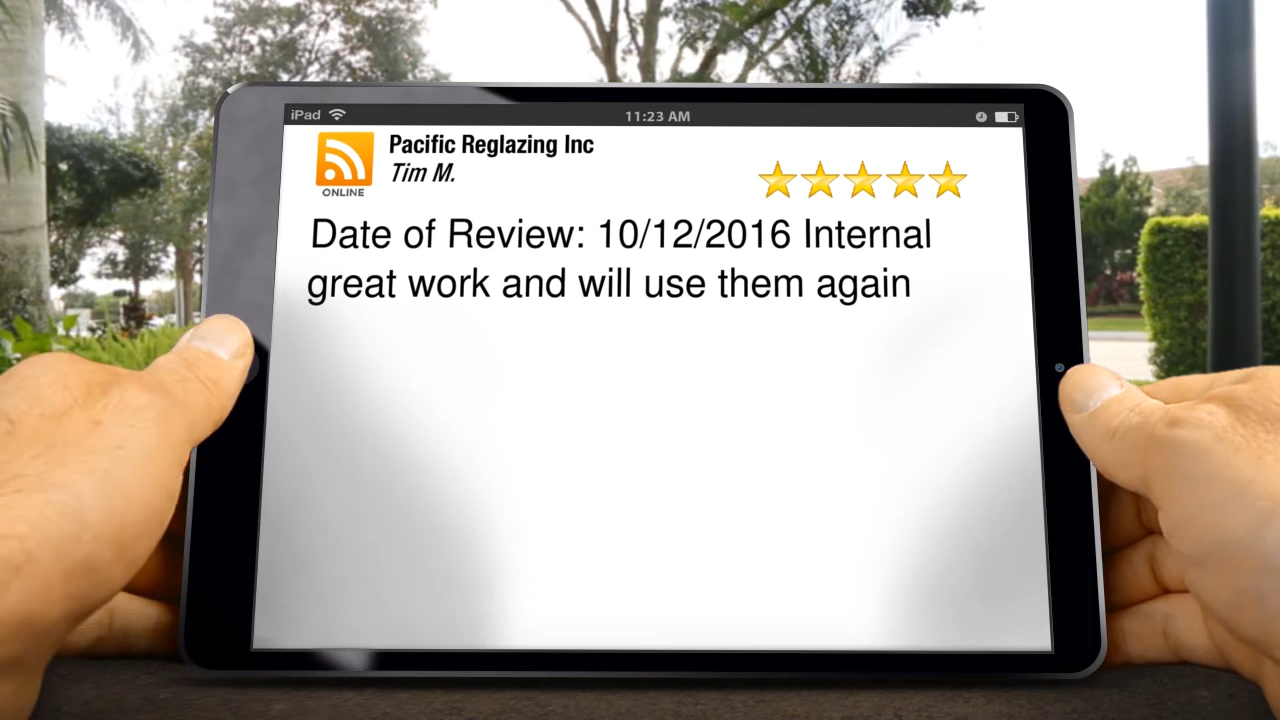 iPad 11:23 AM
ONLINE
Pacific Reglazing Inc
Tim M.
Date of Review: 10/12/2016 Internal
great work and will use them again